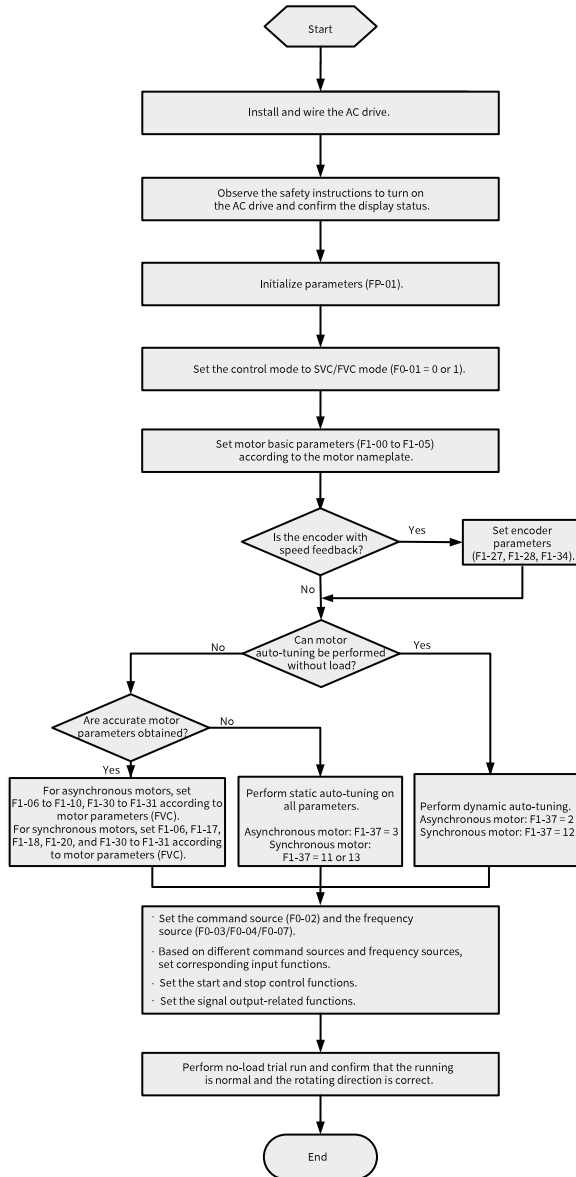 Start
Install and wire the AC drive.
Observe the safety instructions to turn on
the AC drive and confirm the display status.
Initialize parameters (FP-01).
Set the control mode to SVC/FVC mode (F0-01 = 0 or 1).
Set motor basic parameters (F1-00 to F1-05)
according to the motor nameplate.
Is the encoder with
speed feedback?
Yes
Set encoder
parameters
(F1-27, F1-28, F1-34).
No
Can motor
auto-tuning be performed
without load?
No
Yes
Are accurate motor
parameters obtained?
No
Yes
For asynchronous motors, set
F1-06 to F1-10, F1-30 to F1-31 according to
motor parameters (FVC).
For synchronous motors, set F1-06, F1-17,
F1-18, F1-20, and F1-30 to F1-31 according
to motor parameters (FVC).
Perform static auto-tuning on
all parameters.
Asynchronous motor: F1-37 = 3
Synchronous motor:
F1-37 = 11 or 13
Perform dynamic auto-tuning.
Asynchronous motor: F1-37 = 2
Synchronous motor: F1-37 = 12
· Set the command source (F0-02) and the frequency
source (F0-03/F0-04/F0-07).
· Based on different command sources and frequency sources,
set corresponding input functions.
· Set the start and stop control functions.
· Set the signal output-related functions.
Perform no-load trial run and confirm that the running
is normal and the rotating direction is correct.
End